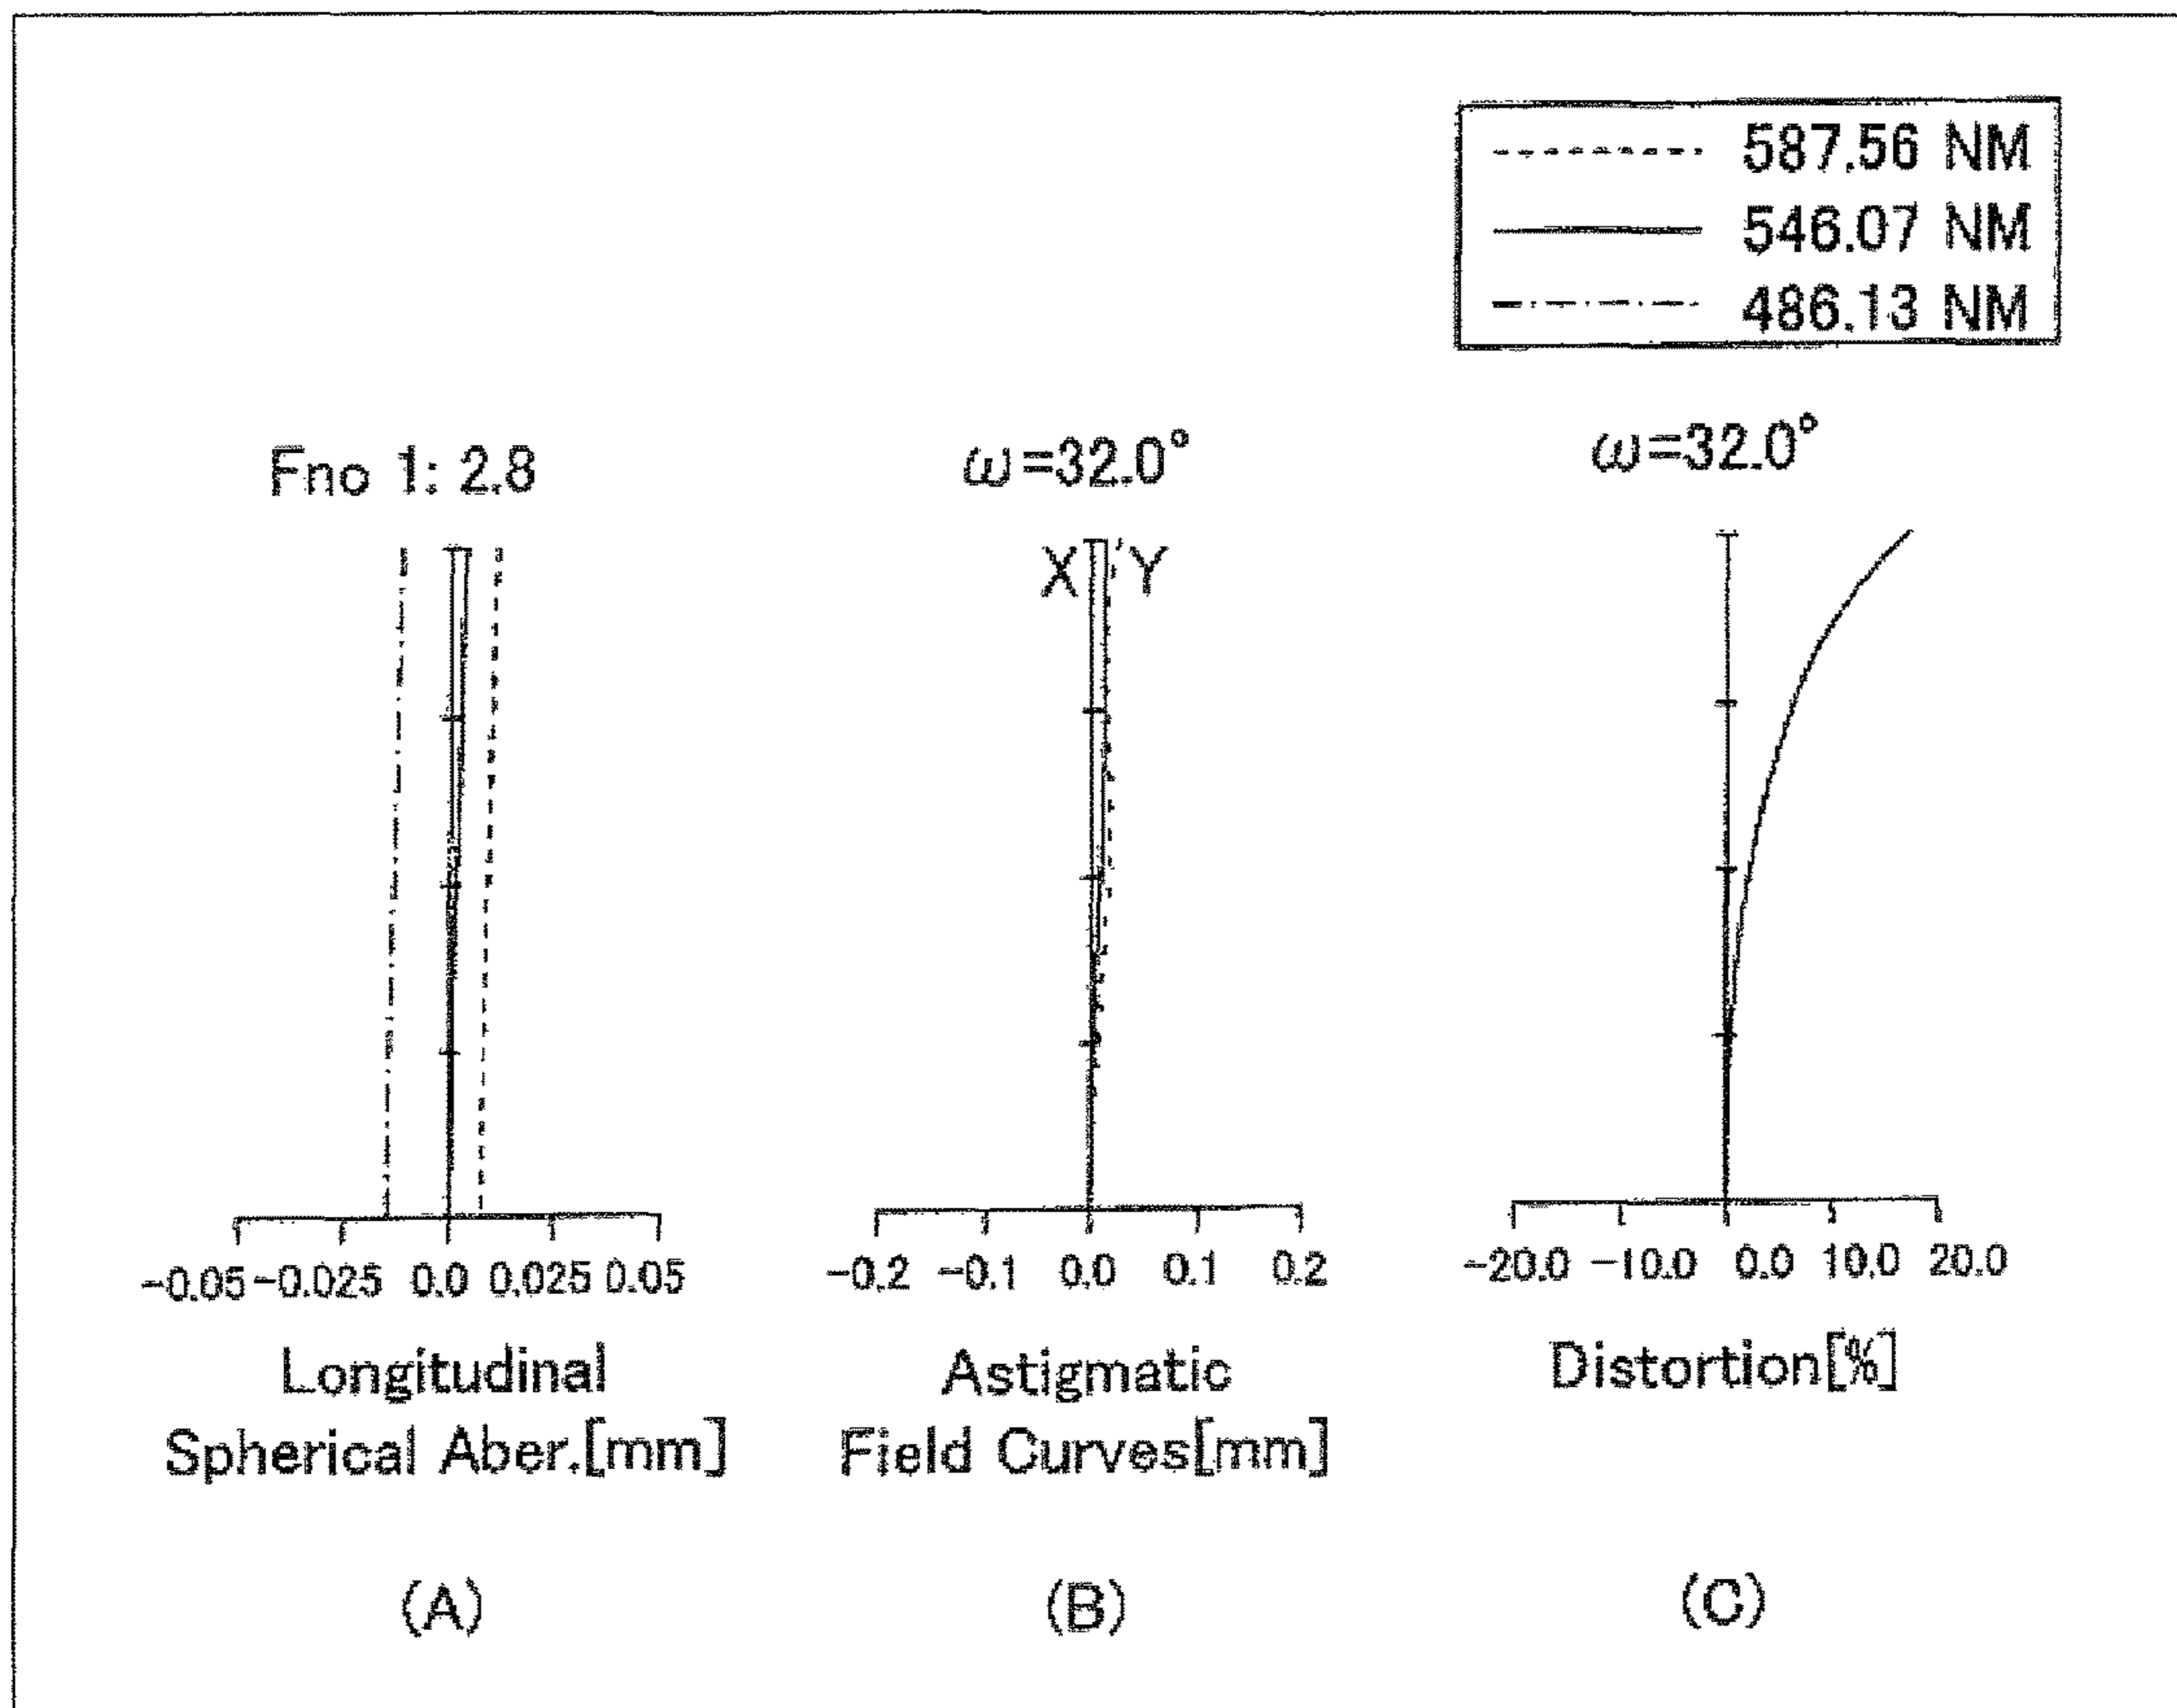 587.56 NM
546.07 NM
486.13 NM
Fno 1: 2.8
ω=32.0°
ω=32.0°
X Y
-0.05 -0.025 0.0 0.025 0.05
-0.2 -0.1 0.0 0.1 0.2
-20.0 -10.0 0.0 10.0 20.0
Longitudinal
Spherical Aber.[mm]
Astigmatic
Field Curves[mm]
Distortion[%]
(A)
(B)
(C)